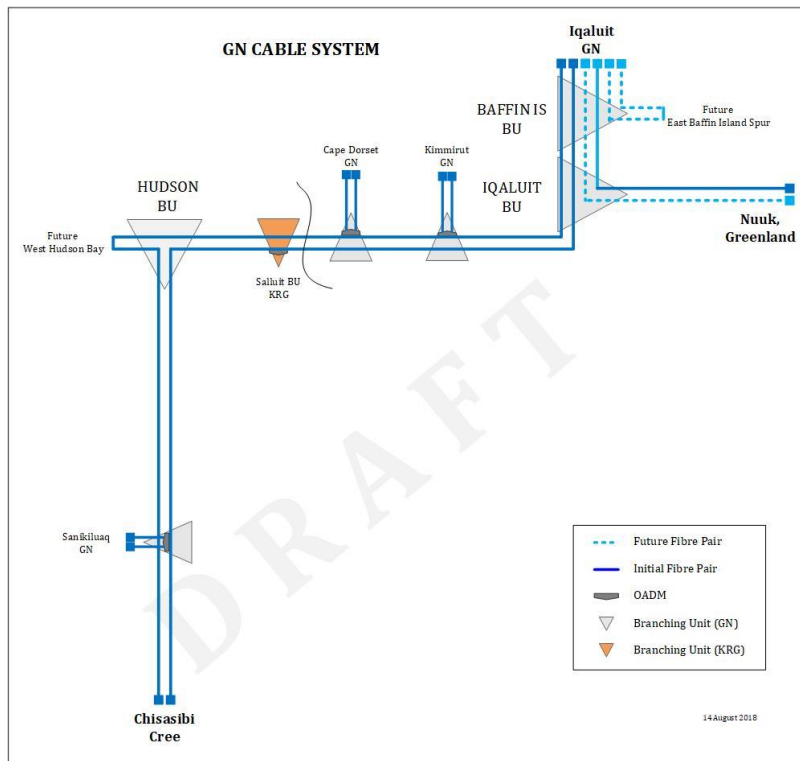 GN CABLE SYSTEM
Iqaluit
GN
BAFFIN IS
BU
Future
East Baffin Island Spur
Cape Dorset
GN
Kimmirut
GN
IQALUIT
BU
HUDSON
BU
Nuuk,
Greenland
Future
West Hudson Bay
Salluit BU
KRG
DRAFT
Sanikiluaq
GN
Future Fibre Pair
Initial Fibre Pair
OADM
Branching Unit (GN)
Branching Unit (KRG)
Chisasibi
Cree
14 August 2018